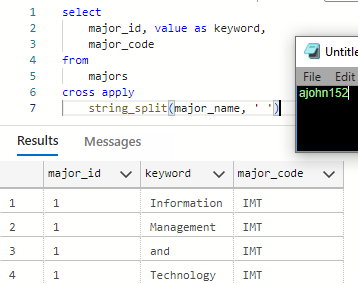 1 select
2 major_id, value as keyword,
3 major_code
4 from
5 majors
6 cross apply
7 string_split(major_name, ' ')
Untitle
File Edit
ajohn152
Results Messages
major_id keyword major_code
1 1 Information IMT
2 1 Management IMT
3 1 and IMT
4 1 Technology IMT